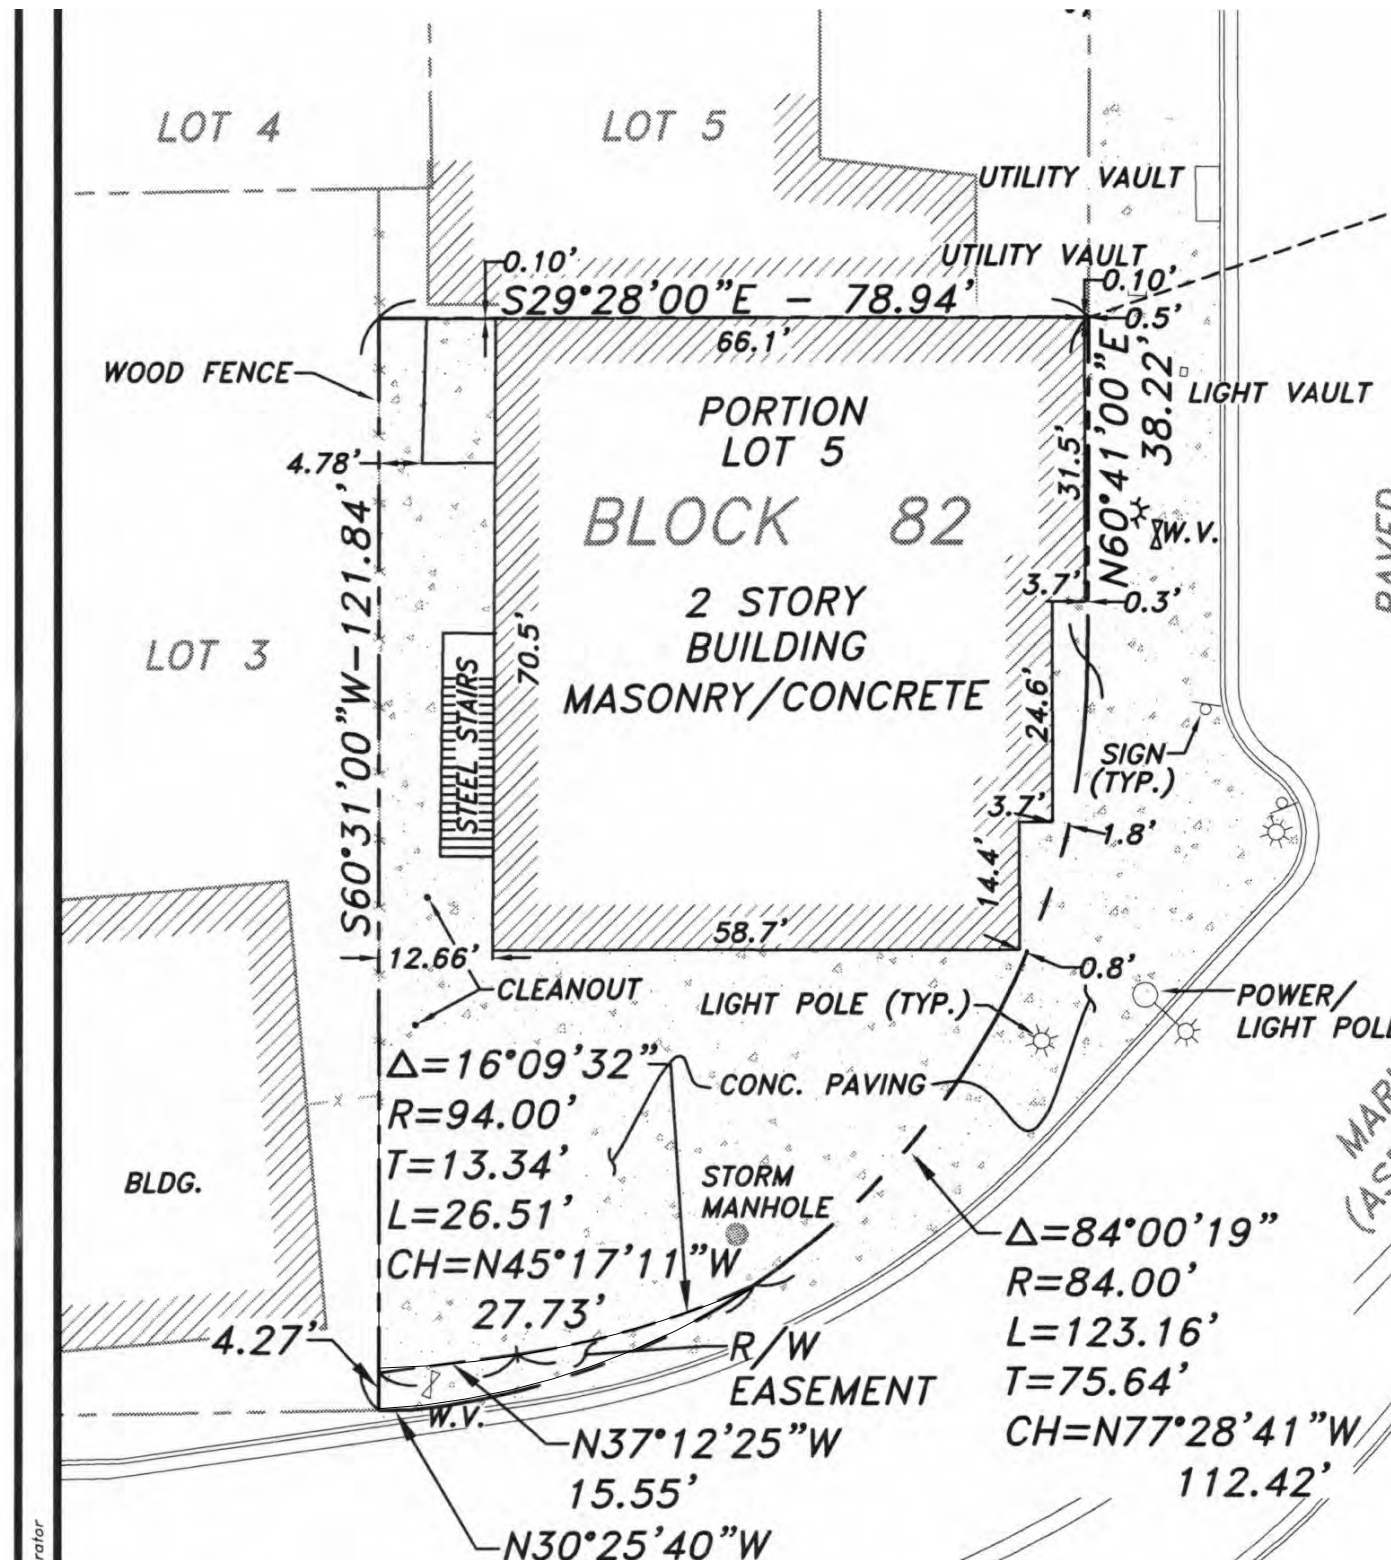 LOT 4
LOT 5
UTILITY VAULT
UTILITY VAULT
0.10'
0.10'
S29°28'00"E - 78.94'
0.5'
66.1'
WOOD FENCE
N60°41'00"E
38.22'
LIGHT VAULT
PORTION
LOT 5
4.78'
31.5'
BLOCK 82
W.V.
S60°31'00"W-121.84'
3.7'
0.3'
2 STORY
BUILDING
MASONRY/CONCRETE
LOT 3
70.5'
STEEL STAIRS
24.6'
SIGN
(TYP.)
3.7'
1.8'
14.4'
58.7'
12.66'
0.8'
CLEANOUT
LIGHT POLE (TYP.)
POWER/
LIGHT POLE
Δ=16°09'32"
R=94.00'
T=13.34'
L=26.51'
CH=N45°17'11"W
27.73'
CONC. PAVING
STORM
MANHOLE
BLDG.
Δ=84°00'19"
R=84.00'
L=123.16'
T=75.64'
CH=N77°28'41"W
112.42'
4.27'
R/W
EASEMENT
W.V.
N37°12'25"W
15.55'
N30°25'40"W